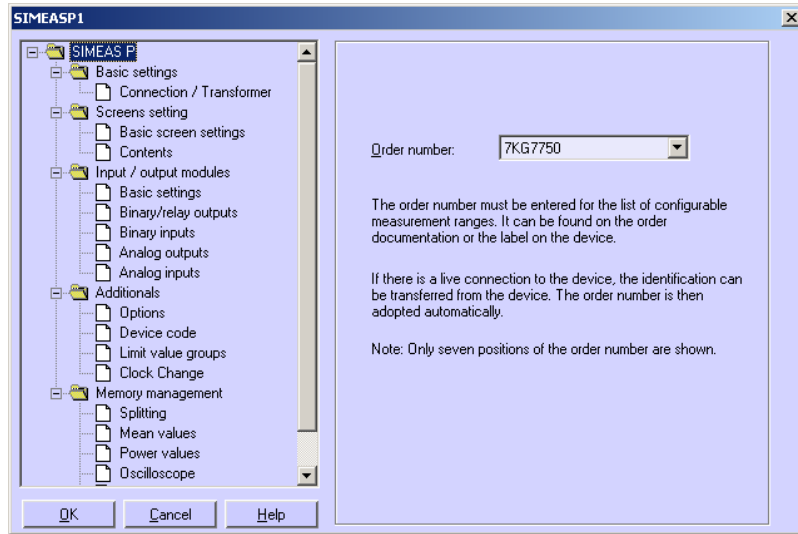 SIMEASP1
SIMEAS P
Basic settings
Connection / Transformer
Screens setting
Basic screen settings
Contents
Input / output modules
Basic settings
Binary/relay outputs
Binary inputs
Analog outputs
Analog inputs
Additionals
Options
Device code
Limit value groups
Clock Change
Memory management
Splitting
Mean values
Power values
Oscilloscope
OK Cancel Help
Order number: 7KG7750
The order number must be entered for the list of configurable
measurement ranges. It can be found on the order
documentation or the label on the device.
If there is a live connection to the device, the identification can
be transferred from the device. The order number is then
adopted automatically.
Note: Only seven positions of the order number are shown.